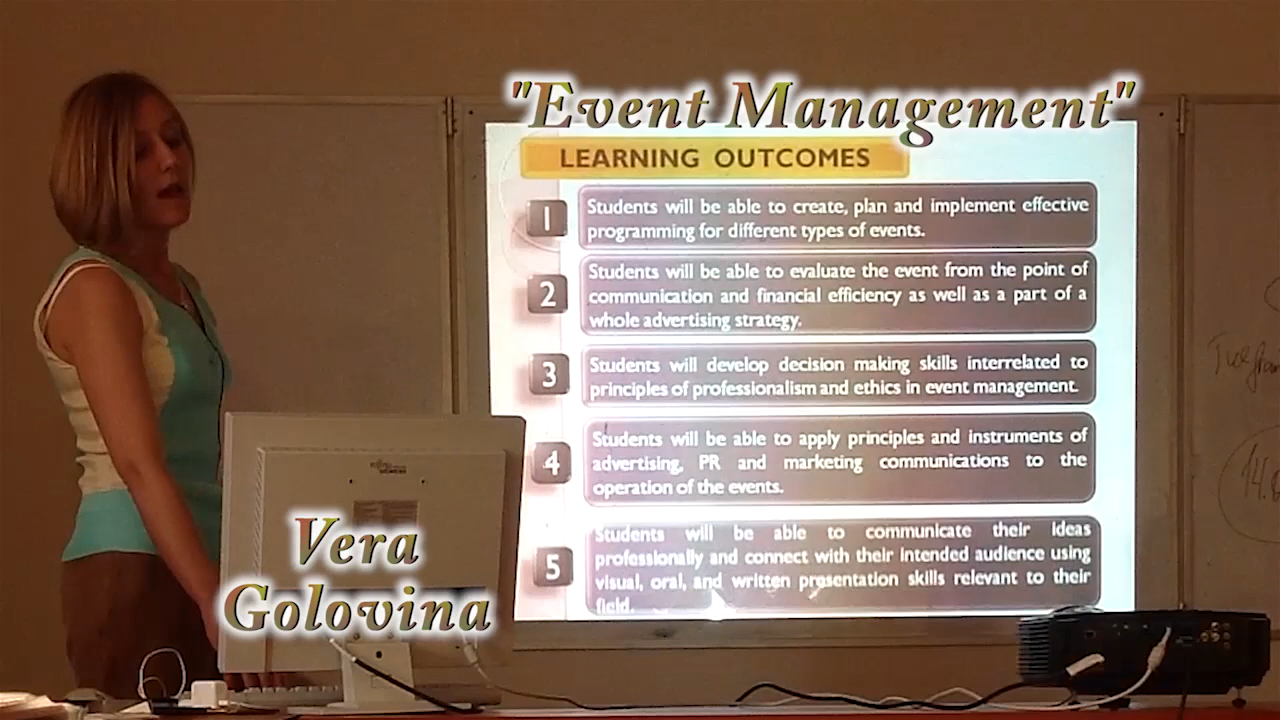 "Event Management"
LEARNING OUTCOMES
1
Students will be able to create, plan and implement effective
programming for different types of events.
2
Students will be able to evaluate the event from the point of
communication and financial efficiency as well as a part of a
whole advertising strategy.
3
Students will develop decision making skills interrelated to
principles of professionalism and ethics in event management.
4
Students will be able to apply principles and instruments of
advertising, PR and marketing communications to the
operation of the events.
5
Students will be able to communicate their ideas
professionally and connect with their intended audience using
visual, oral, and written presentation skills relevant to their
field.
Vera
Golovina